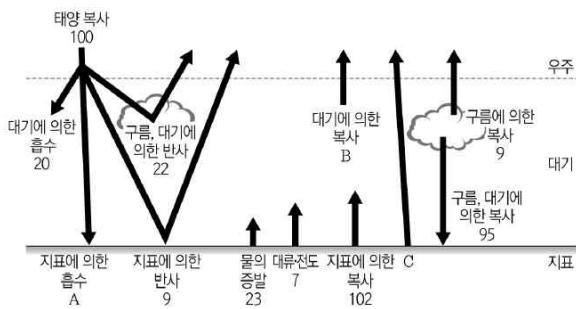 태양 복사
100
우주
대기에 의한
흡수
20
구름, 대기에
의한 반사
22
대기에 의한
복사
B
구름에 의한
복사
9
대기
구름, 대기에
의한 복사
95
지표에 의한
흡수
A
지표에 의한
반사
9
물의
증발
23
대류·전도
7
지표에 의한
복사
102
C
지표